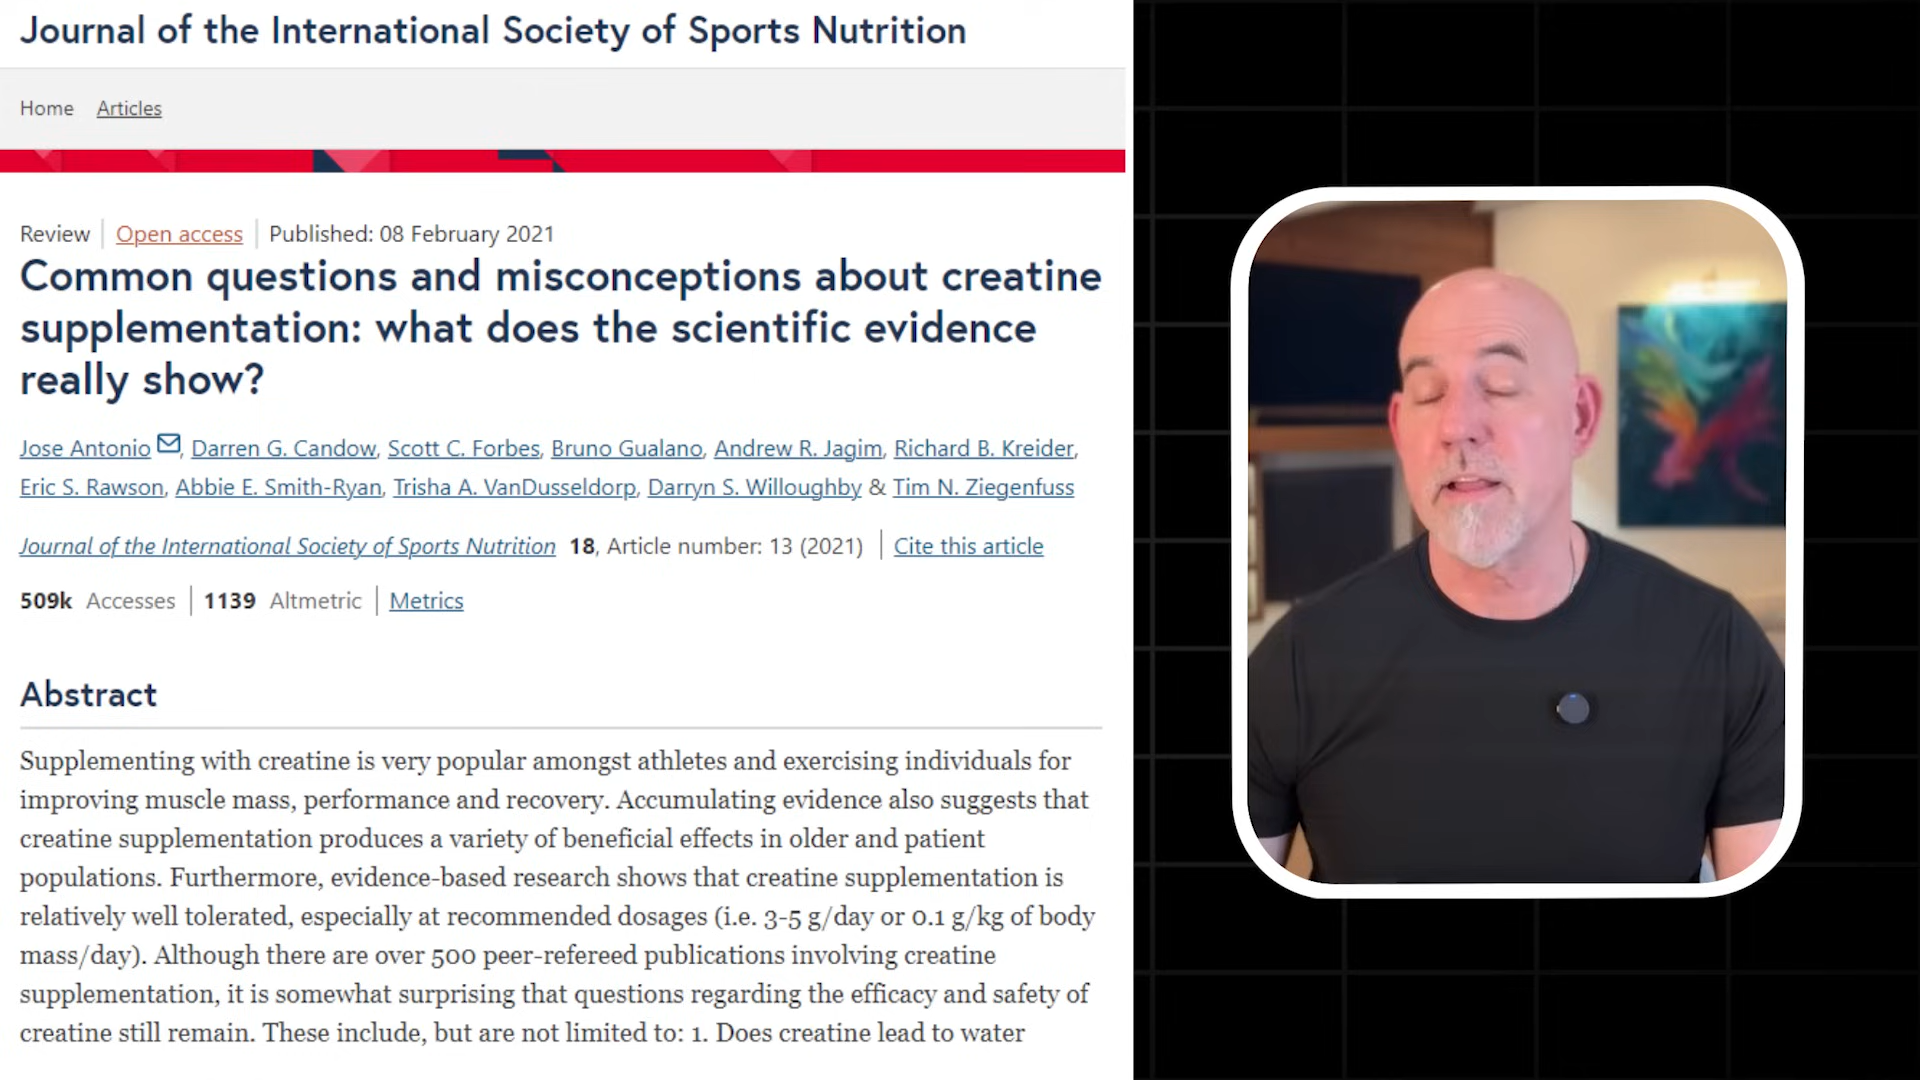 Journal of the International Society of Sports Nutrition
Home Articles
Review Open access Published: 08 February 2021
Common questions and misconceptions about creatine
supplementation: what does the scientific evidence
really show?
Jose Antonio, Darren G. Candow, Scott C. Forbes, Bruno Gualano, Andrew R. Jagim, Richard B. Kreider,
Eric S. Rawson, Abbie E. Smith-Ryan, Trisha A. VanDusseldorp, Darryn S. Willoughby & Tim N. Ziegenfuss
Journal of the International Society of Sports Nutrition 18, Article number: 13 (2021) Cite this article
509k Accesses 1139 Altmetric Metrics
Abstract
Supplementing with creatine is very popular amongst athletes and exercising individuals for
improving muscle mass, performance and recovery. Accumulating evidence also suggests that
creatine supplementation produces a variety of beneficial effects in older and patient
populations. Furthermore, evidence-based research shows that creatine supplementation is
relatively well tolerated, especially at recommended dosages (i.e. 3-5 g/day or 0.1 g/kg of body
mass/day). Although there are over 500 peer-refereed publications involving creatine
supplementation, it is somewhat surprising that questions regarding the efficacy and safety of
creatine still remain. These include, but are not limited to: 1. Does creatine lead to water